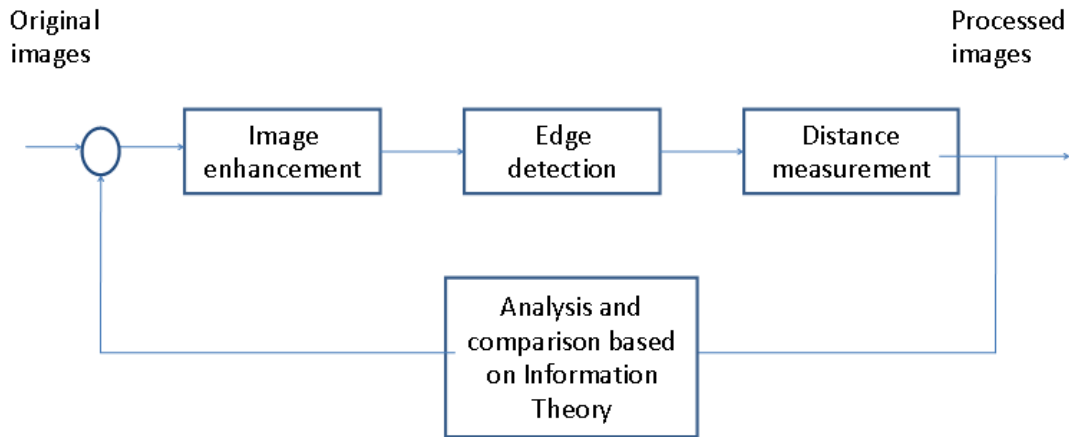 Original
images
Processed
images
Image
enhancement
Edge
detection
Distance
measurement
Analysis and
comparison based
on Information
Theory